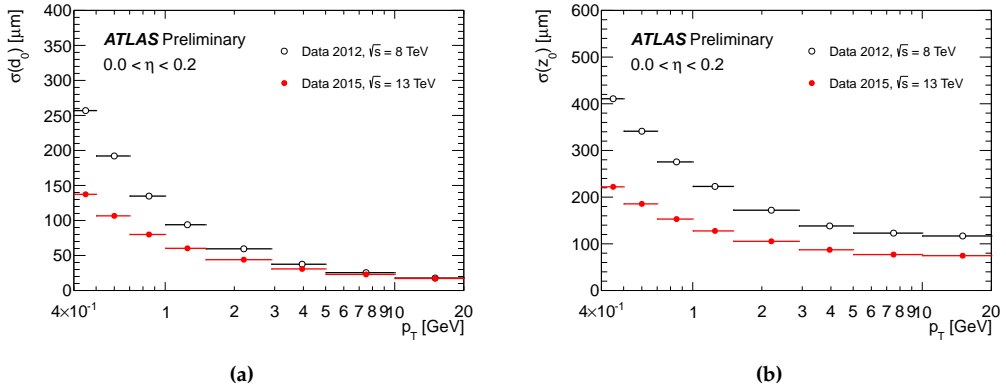 σ(d₀) [μm]
400
350
300
250
200
150
100
50
0
ATLAS Preliminary
0.0 < η < 0.2
Data 2012, √s = 8 TeV
Data 2015, √s = 13 TeV
4×10⁻¹ 1 2 3 4 5 6 7 8 9 10 20
p_T [GeV]
(a)
σ(z₀) [μm]
600
500
400
300
200
100
0
ATLAS Preliminary
0.0 < η < 0.2
Data 2012, √s = 8 TeV
Data 2015, √s = 13 TeV
4×10⁻¹ 1 2 3 4 5 6 7 8 9 10 20
p_T [GeV]
(b)